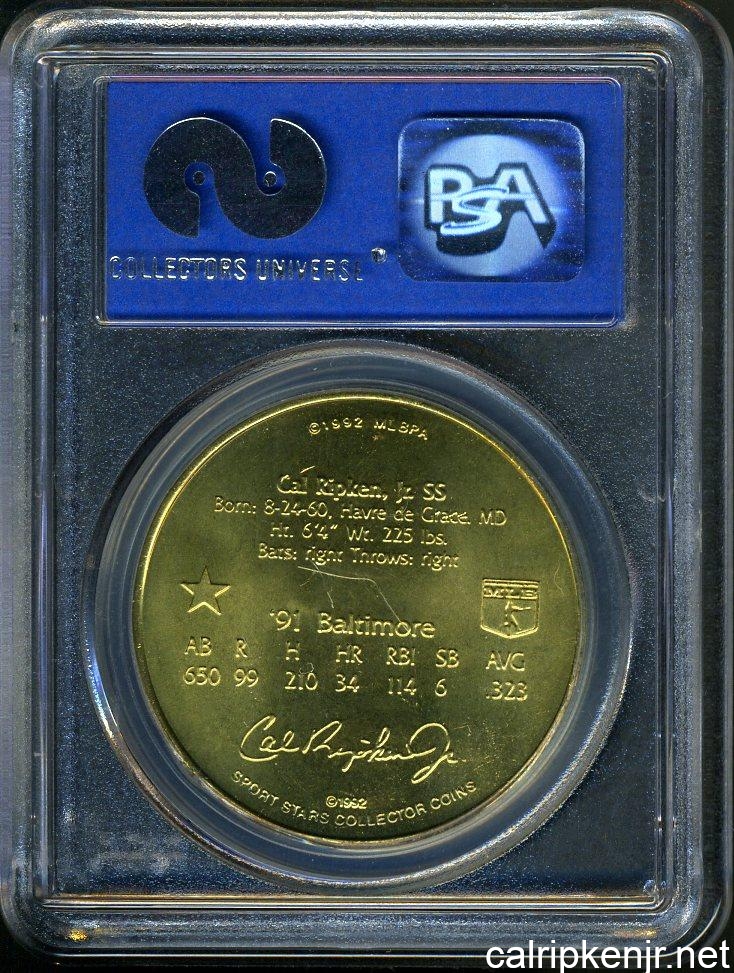 COLLECTORS UNIVERSE®
PSA
©1992 MLBPA
Cal Ripken, Jr. SS
Born: 8-24-60, Havre de Grace, MD
Ht. 6'4" Wt. 225 lbs.
Bats: right Throws: right
MLB
'91 Baltimore
AB R H HR RBI SB AVG
650 99 210 34 114 6 .323
Cal Ripken Jr.
©1992
SPORT STARS COLLECTOR COINS
calripkenjr.net